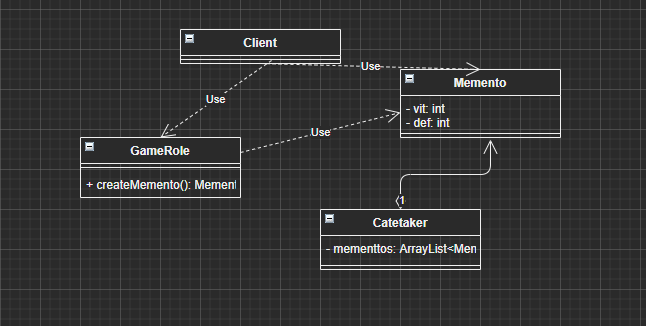 Client
Use
Memento
- vit: int
- def: int
Use
Use
GameRole
+ createMemento(): Mement
1
Catetaker
- mementtos: ArrayList<Men